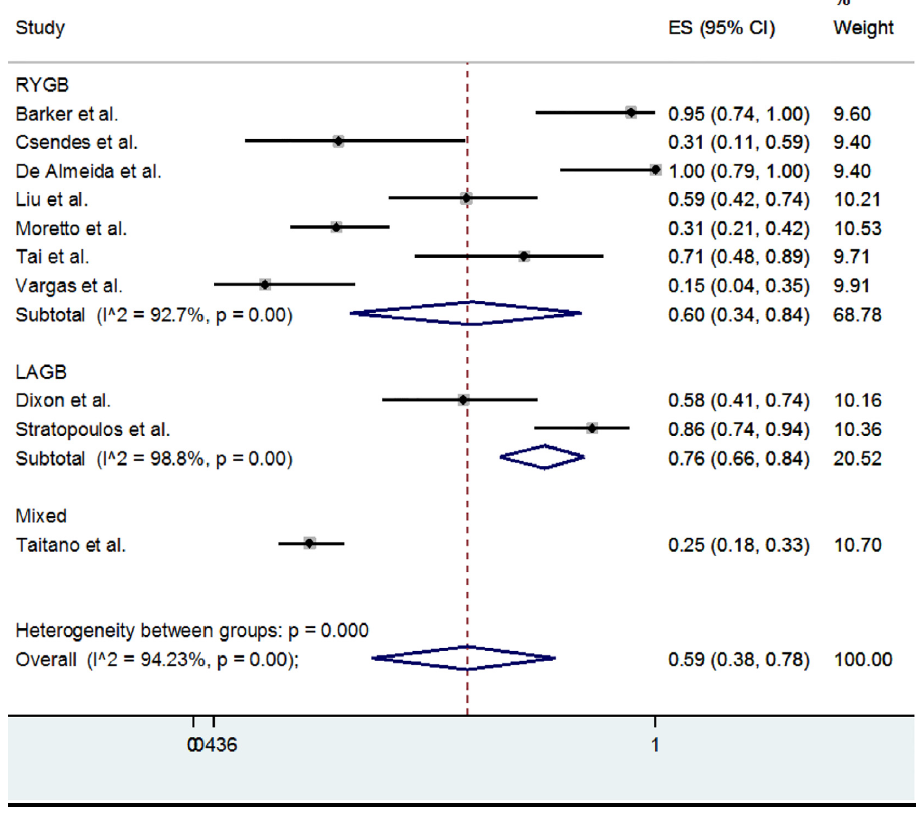 %
Study ES (95% CI) Weight
RYGB
Barker et al. 0.95 (0.74, 1.00) 9.60
Csendes et al. 0.31 (0.11, 0.59) 9.40
De Almeida et al. 1.00 (0.79, 1.00) 9.40
Liu et al. 0.59 (0.42, 0.74) 10.21
Moretto et al. 0.31 (0.21, 0.42) 10.53
Tai et al. 0.71 (0.48, 0.89) 9.71
Vargas et al. 0.15 (0.04, 0.35) 9.91
Subtotal (I^2 = 92.7%, p = 0.00) 0.60 (0.34, 0.84) 68.78
LAGB
Dixon et al. 0.58 (0.41, 0.74) 10.16
Stratopoulos et al. 0.86 (0.74, 0.94) 10.36
Subtotal (I^2 = 98.8%, p = 0.00) 0.76 (0.66, 0.84) 20.52
Mixed
Taitano et al. 0.25 (0.18, 0.33) 10.70
Heterogeneity between groups: p = 0.000
Overall (I^2 = 94.23%, p = 0.00); 0.59 (0.38, 0.78) 100.00
0 .0436 1